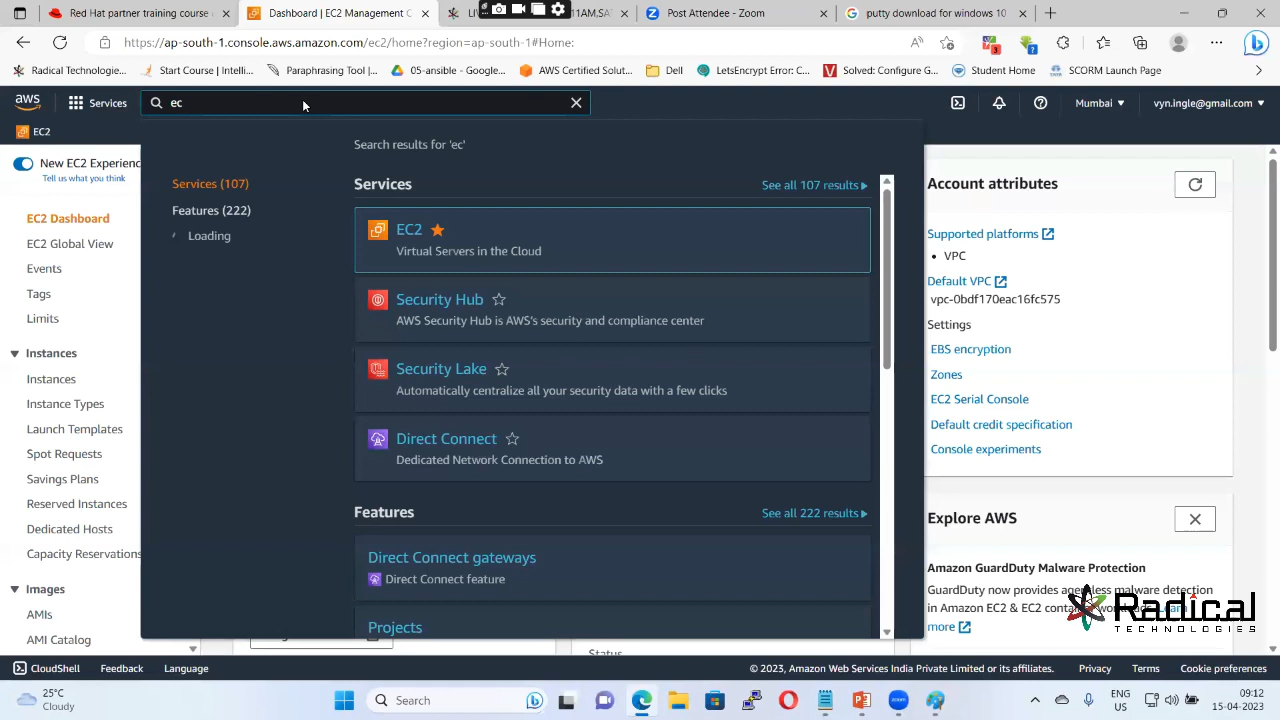 Red Hat partner training course
Dashboard | EC2 Management C
LI
11AM,SA
Post Attendee - Zoom
putty download for windows 10
https://ap-south-1.console.aws.amazon.com/ec2/home?region=ap-south-1#Home:
Radical Technologie...
Start Course | Intelli...
Paraphrasing Tool |...
05-ansible - Google...
AWS Certified Solut...
Dell
LetsEncrypt Error C...
Solved: Configure G...
Student Home
SCORM Launch Page
aws
Services
ec
Mumbai
vyn.ingle@gmail.com
EC2
Search results for 'ec'
New EC2 Experienc
Tell us what you think
Services (107)
Features (222)
Loading
Services
See all 107 results
EC2
Virtual Servers in the Cloud
Security Hub
AWS Security Hub is AWS's security and compliance center
Security Lake
Automatically centralize all your security data with a few clicks
Direct Connect
Dedicated Network Connection to AWS
Features
See all 222 results
Direct Connect gateways
Direct Connect feature
Projects
EC2 Dashboard
EC2 Global View
Events
Tags
Limits
Instances
Instances
Instance Types
Launch Templates
Spot Requests
Savings Plans
Reserved Instances
Dedicated Hosts
Capacity Reservations
Images
AMIs
AMI Catalog
Account attributes
Supported platforms
VPC
Default VPC
vpc-0bdf170eac16fc575
Settings
EBS encryption
Zones
EC2 Serial Console
Default credit specification
Console experiments
Explore AWS
Amazon GuardDuty Malware Protection
GuardDuty now provides agentless malware detection
in Amazon EC2 & EC2 container workloads. Learn
more
Radical
TECHNOLOGIES
Status
CloudShell
Feedback
Language
© 2023, Amazon Web Services India Private Limited or its affiliates.
Privacy
Terms
Cookie preferences
25°C
Cloudy
Search
ENG
US
09:12
15-04-2023